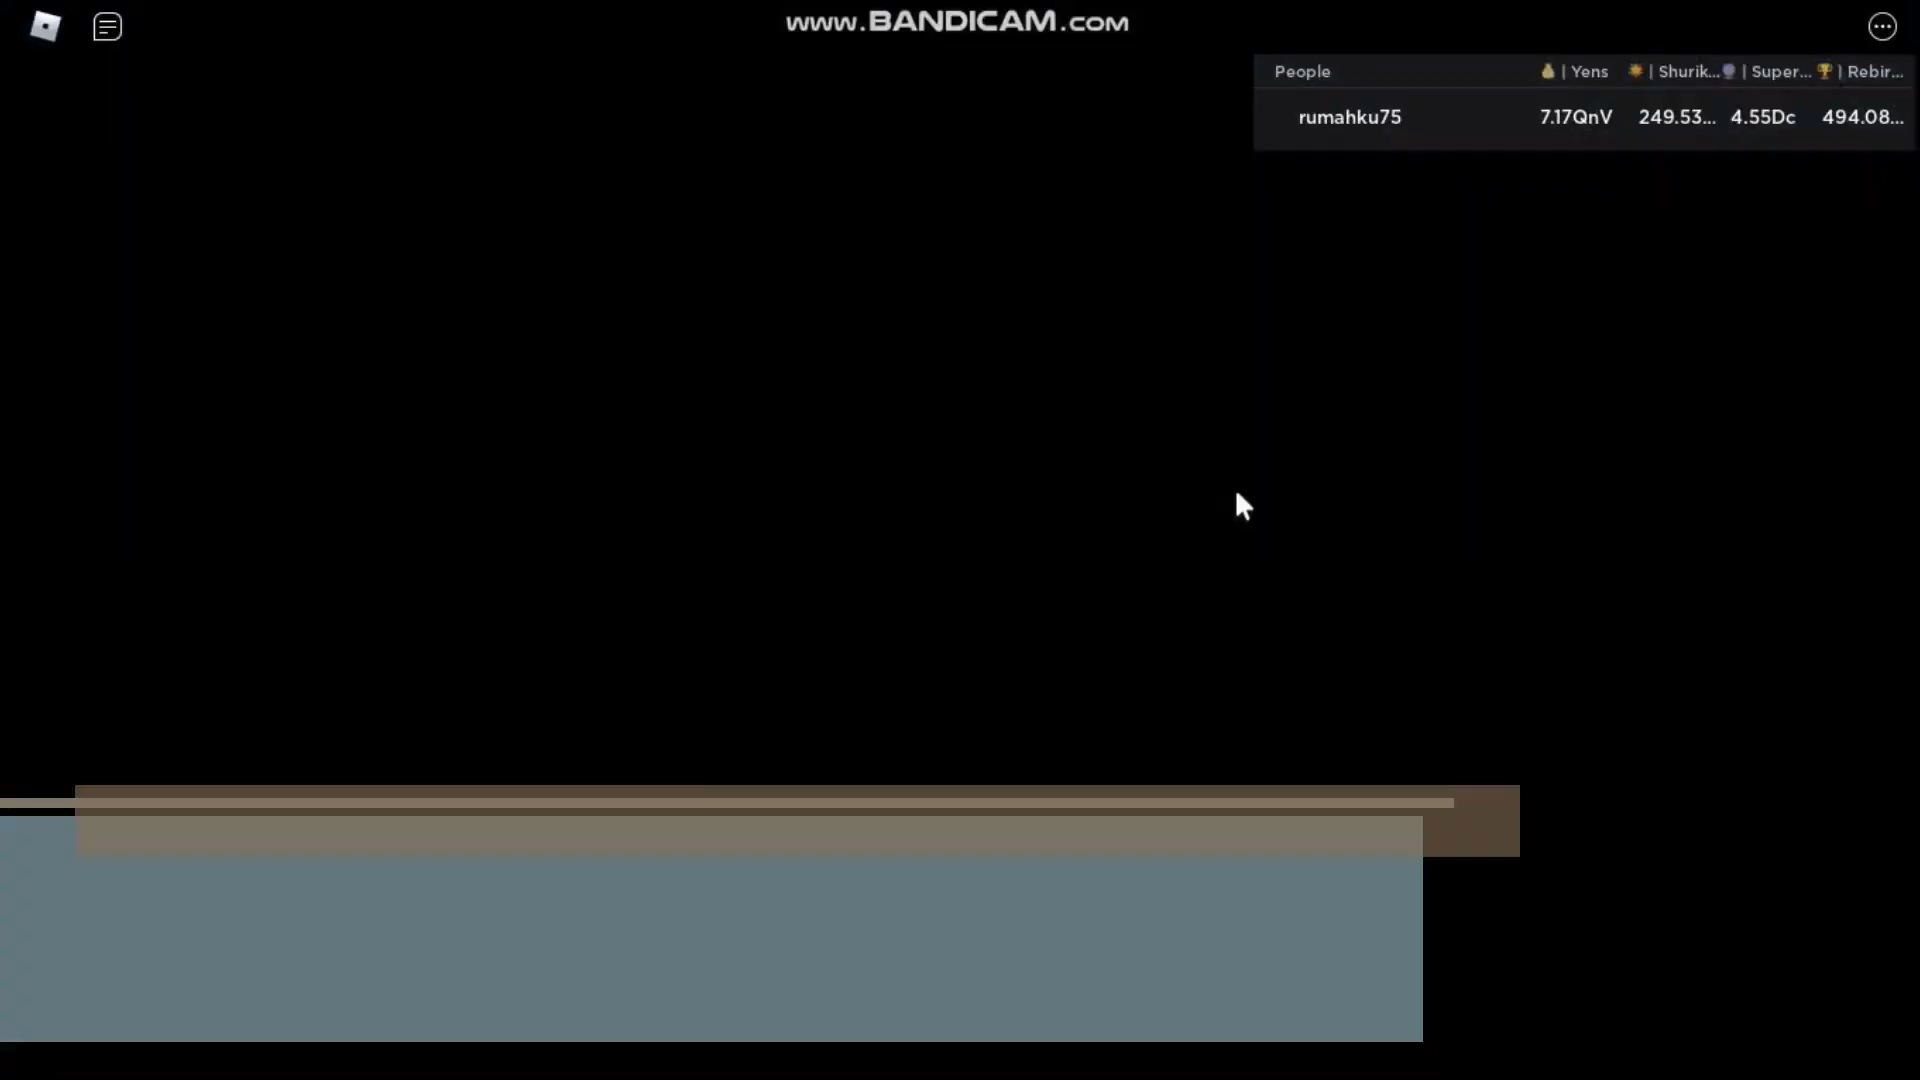 www.BANDICAM.COM
People | Yens | Shurik... | Super... | Rebir...
rumahku75 7.17QnV 249.53... 4.55Dc 494.08...